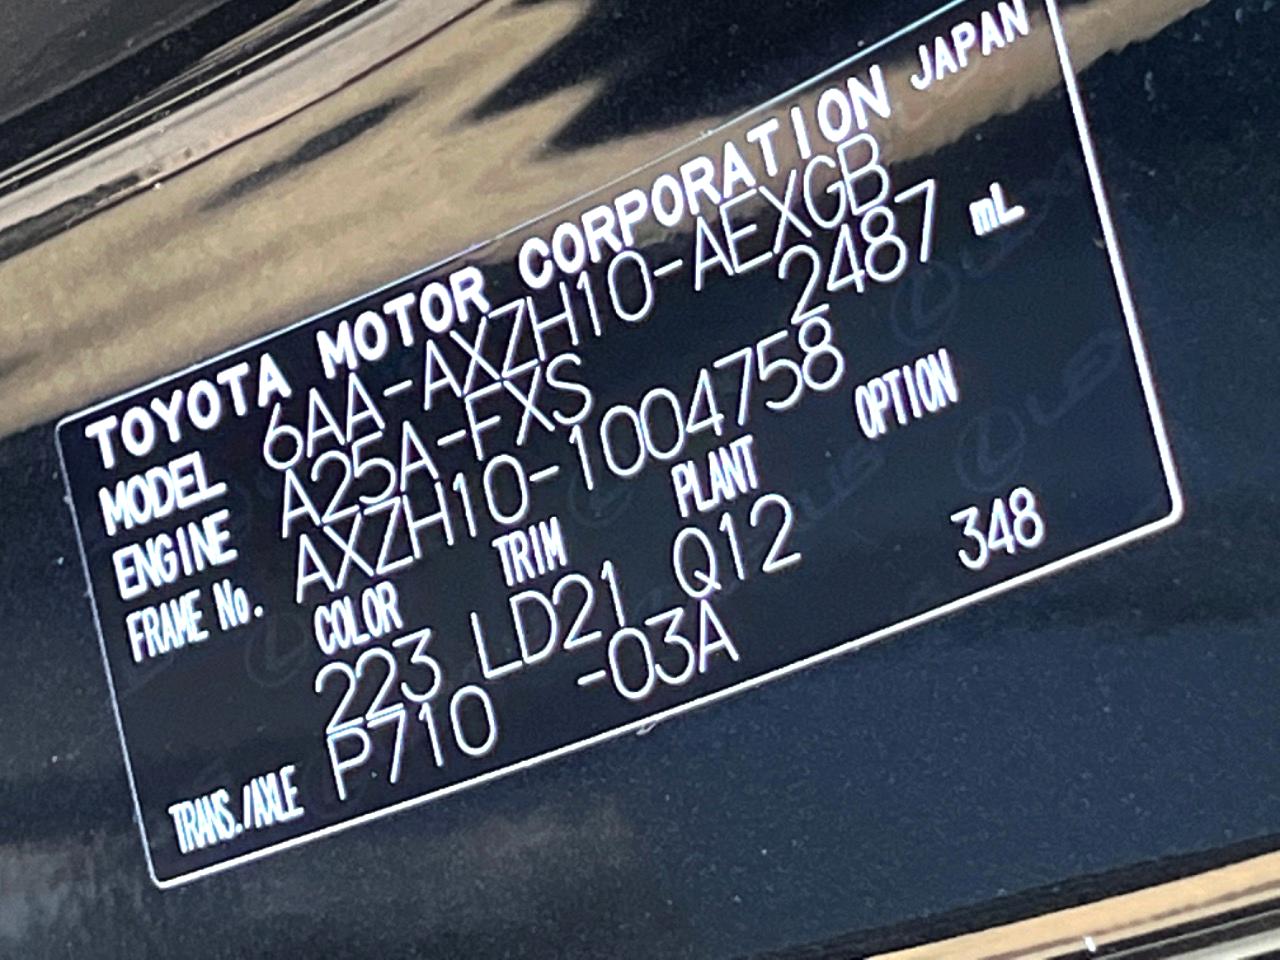 TOYOTA MOTOR CORPORATION JAPAN
MODEL 6AA-AXZH10-AEXGB
ENGINE A25A-FXS 2487 mL
FRAME No. AXZH10-1004758
COLOR TRIM PLANT OPTION
223 LD21 Q12 348
TRANS./AXLE P710 -03A